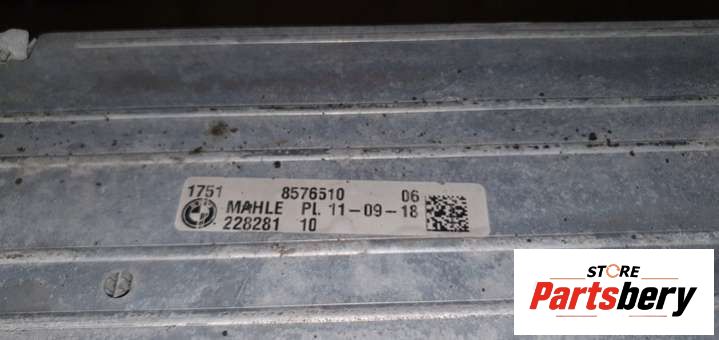 1751 8576510 06
MAHLE PL. 11-09-18
228281 10
STORE
Partsbery